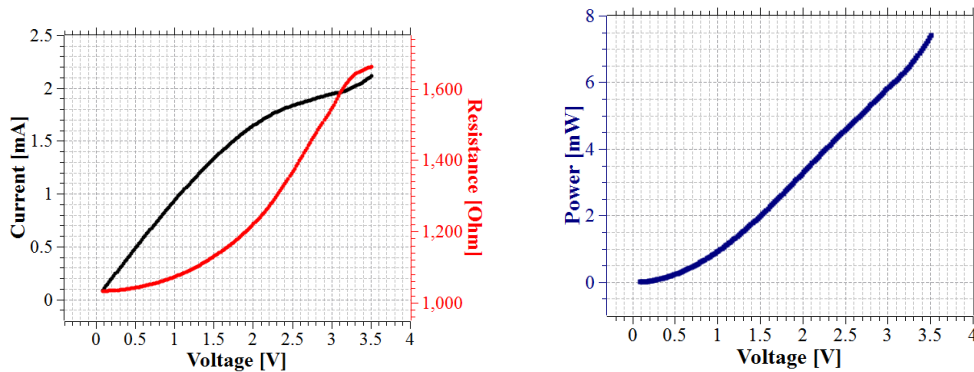 2.5
2
1.5
1
0.5
0
Current [mA]
1,600
1,400
1,200
1,000
Resistance [Ohm]
0 0.5 1 1.5 2 2.5 3 3.5 4
Voltage [V]
8
6
4
2
0
Power [mW]
0 0.5 1 1.5 2 2.5 3 3.5 4
Voltage [V]